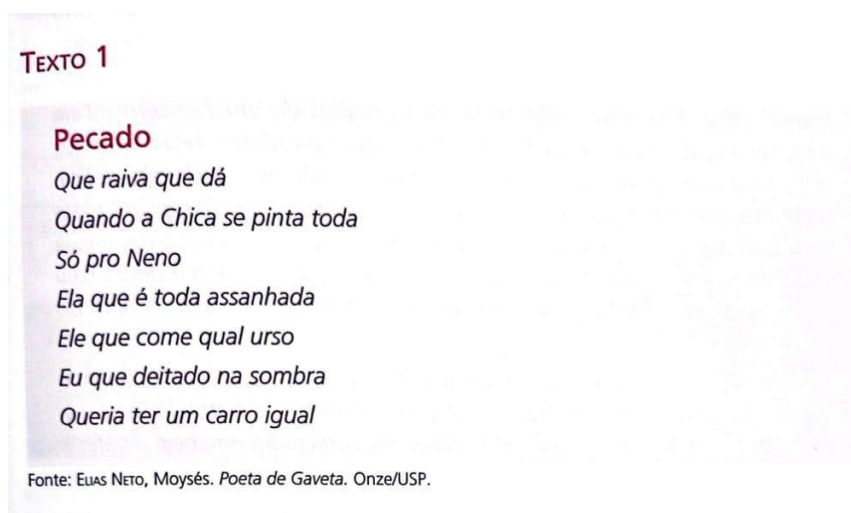 TEXTO 1
Pecado
Que raiva que dá
Quando a Chica se pinta toda
Só pro Neno
Ela que é toda assanhada
Ele que come qual urso
Eu que deitado na sombra
Queria ter um carro igual
Fonte: ELIAS NETO, Moysés. Poeta de Gaveta. Onze/USP.